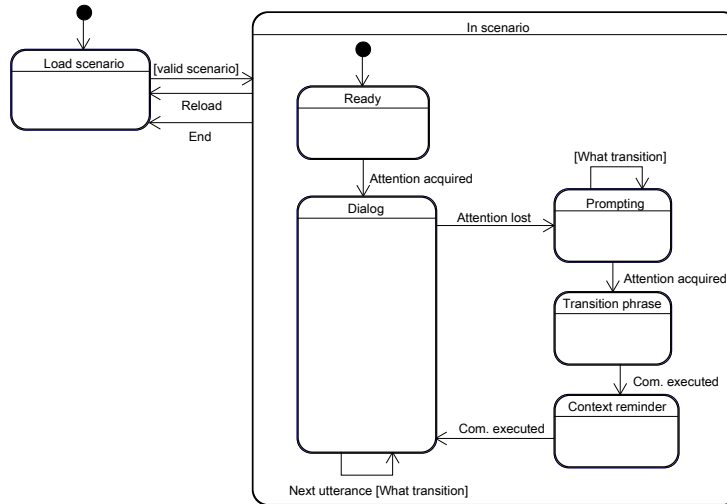 In scenario
Load scenario
[valid scenario]
Reload
End
Ready
Attention acquired
Dialog
Attention lost
[What transition]
Prompting
Attention acquired
Transition phrase
Com. executed
Context reminder
Com. executed
Next utterance [What transition]